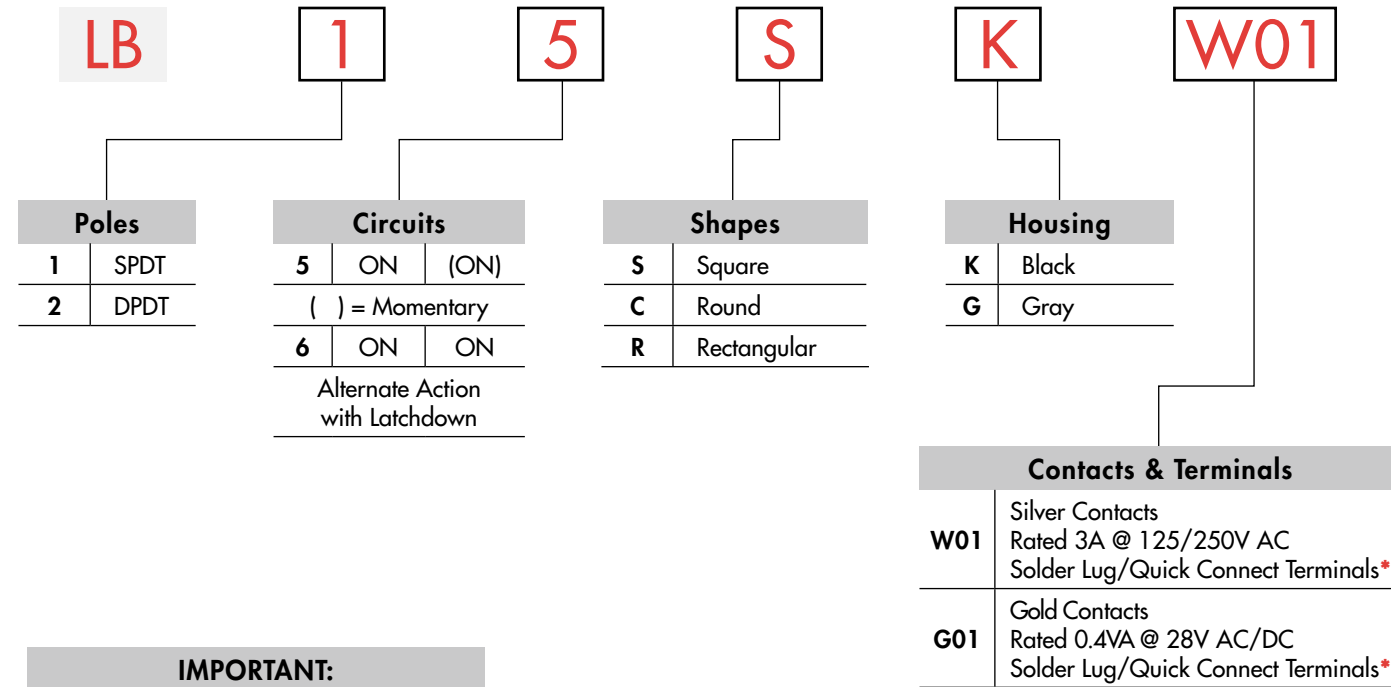 LB 1 5 S K W01
Poles
1 SPDT
2 DPDT
Circuits
5 ON (ON)
( ) = Momentary
6 ON ON
Alternate Action
with Latchdown
Shapes
S Square
C Round
R Rectangular
Housing
K Black
G Gray
Contacts & Terminals
W01
Silver Contacts
Rated 3A @ 125/250V AC
Solder Lug/Quick Connect Terminals*
G01
Gold Contacts
Rated 0.4VA @ 28V AC/DC
Solder Lug/Quick Connect Terminals*
IMPORTANT: